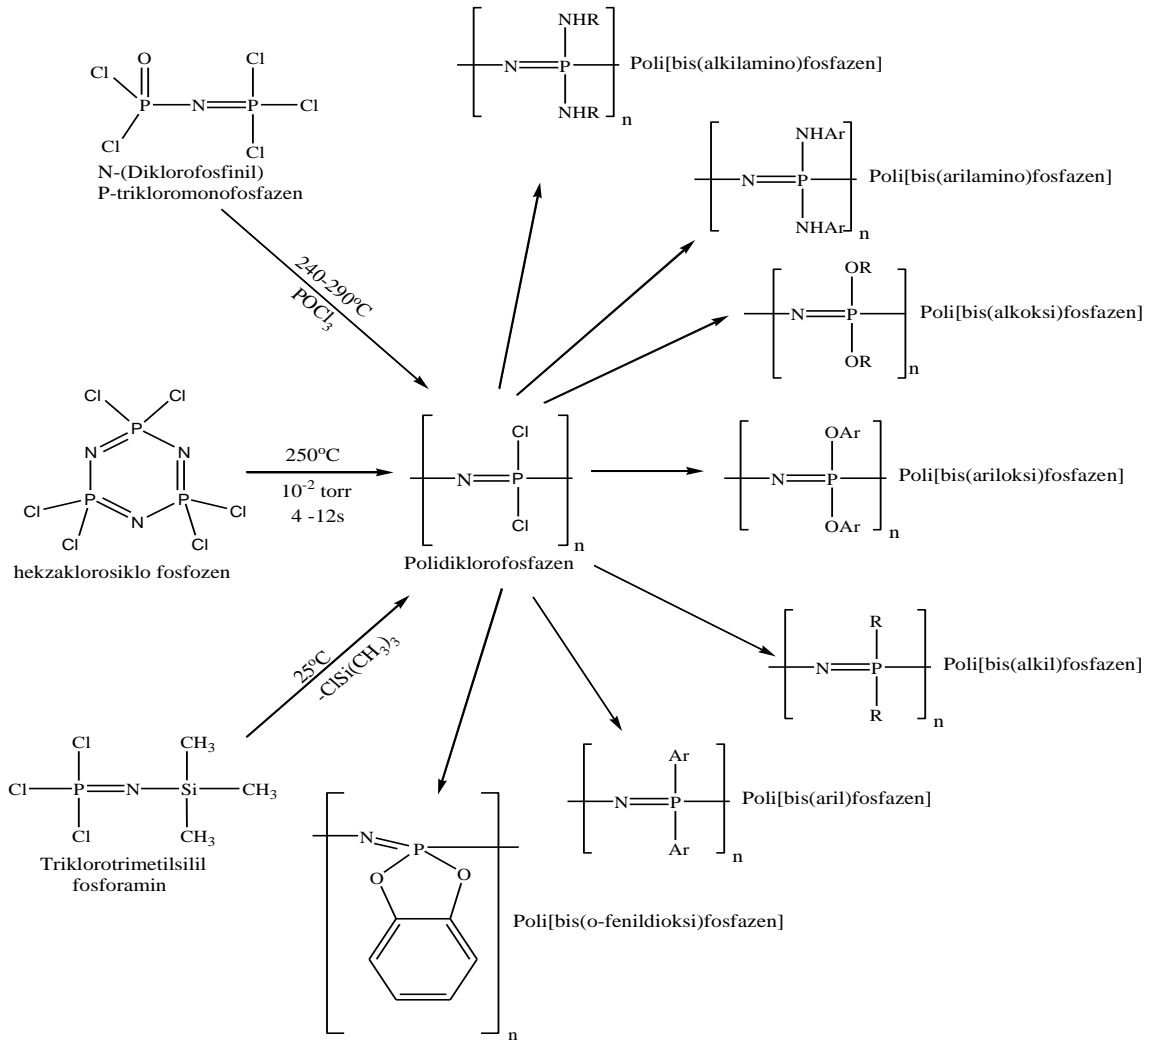 O
Cl
Cl
P
N
P
Cl
Cl
Cl
N-(Diklorofosfinil)
P-trikloromonofosfazen
NHR
N
P
NHR
n
Poli[bis(alkilamino)fosfazen]
NHAr
N
P
NHAr
n
Poli[bis(arilamino)fosfazen]
240-290°C
POCl3
OR
N
P
OR
n
Poli[bis(alkoksi)fosfazen]
Cl
Cl
P
N
N
Cl
P
P
Cl
N
Cl
Cl
hekzaklorosiklo fosfozen
250°C
10-2 torr
4 -12s
Cl
N
P
Cl
n
Polidiklorofosfazen
OAr
N
P
OAr
n
Poli[bis(ariloksi)fosfazen]
25°C
-ClSi(CH3)3
R
N
P
R
n
Poli[bis(alkil)fosfazen]
Cl
CH3
Cl
P
N
Si
CH3
Cl
CH3
Triklorotrimetilsilil
fosforamin
Ar
N
P
Ar
n
Poli[bis(aril)fosfazen]
N
P
O
O
n
Poli[bis(o-fenildioksi)fosfazen]